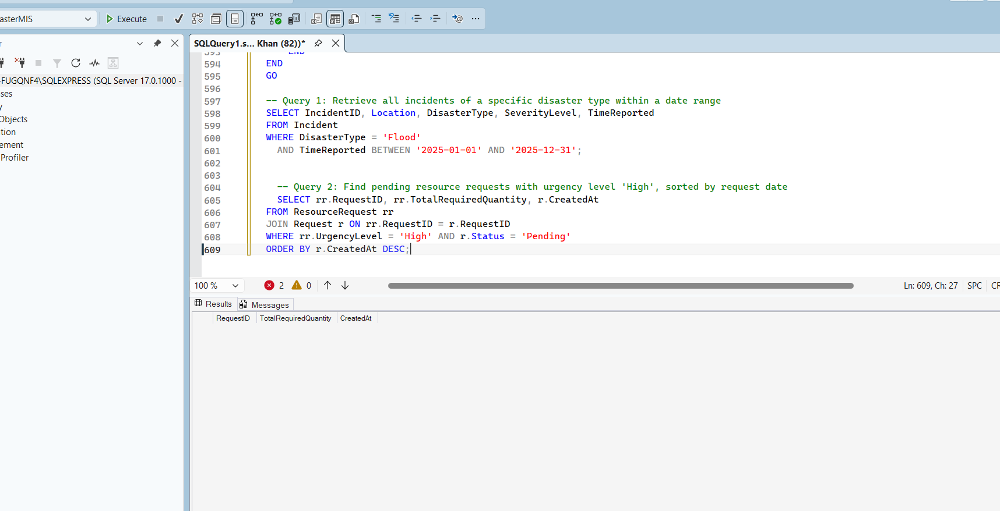 asterMIS Execute
SQLQuery1.s... Khan (82))*
FUGQNF4\SQLEXPRESS (SQL Server 17.0.1000 -
ses
y
Objects
tion
ement
Profiler
593 END
594 END
595 GO
596
597 -- Query 1: Retrieve all incidents of a specific disaster type within a date range
598 SELECT IncidentID, Location, DisasterType, SeverityLevel, TimeReported
599 FROM Incident
600 WHERE DisasterType = 'Flood'
601 AND TimeReported BETWEEN '2025-01-01' AND '2025-12-31';
602
603
604 -- Query 2: Find pending resource requests with urgency level 'High', sorted by request date
605 SELECT rr.RequestID, rr.TotalRequiredQuantity, r.CreatedAt
606 FROM ResourceRequest rr
607 JOIN Request r ON rr.RequestID = r.RequestID
608 WHERE rr.UrgencyLevel = 'High' AND r.Status = 'Pending'
609 ORDER BY r.CreatedAt DESC;
100 % 2 0 Ln: 609, Ch: 27 SPC CR
Results Messages
RequestID TotalRequiredQuantity CreatedAt